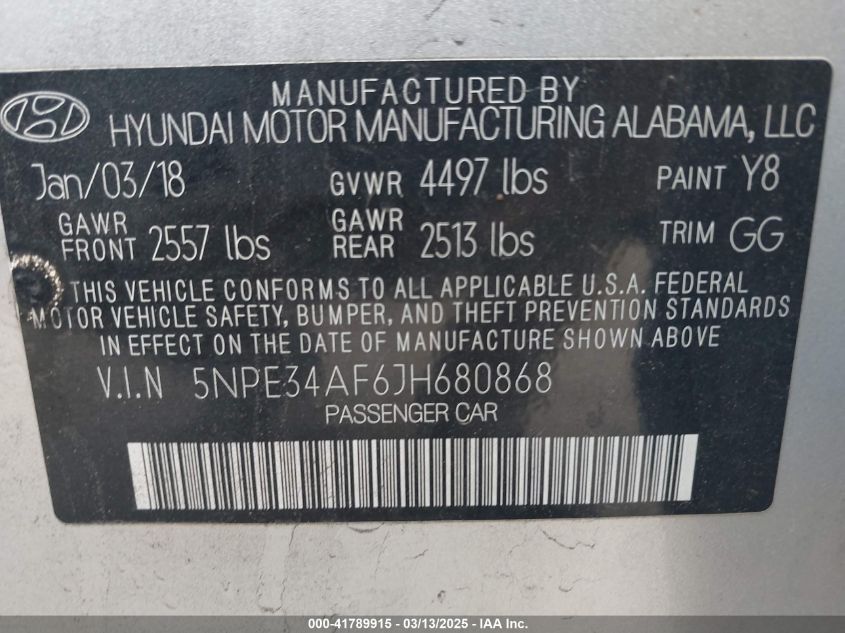 MANUFACTURED BY
HYUNDAI MOTOR MANUFACTURING ALABAMA, LLC
Jan/03/18 GVWR 4497 lbs PAINT Y8
GAWR FRONT 2557 lbs GAWR REAR 2513 lbs TRIM GG
THIS VEHICLE CONFORMS TO ALL APPLICABLE U.S.A. FEDERAL
MOTOR VEHICLE SAFETY, BUMPER, AND THEFT PREVENTION STANDARDS
IN EFFECT ON THE DATE OF MANUFACTURE SHOWN ABOVE
V.I.N 5NPE34AF6JH680868
PASSENGER CAR
000-41789915 - 03/13/2025 - IAA Inc.